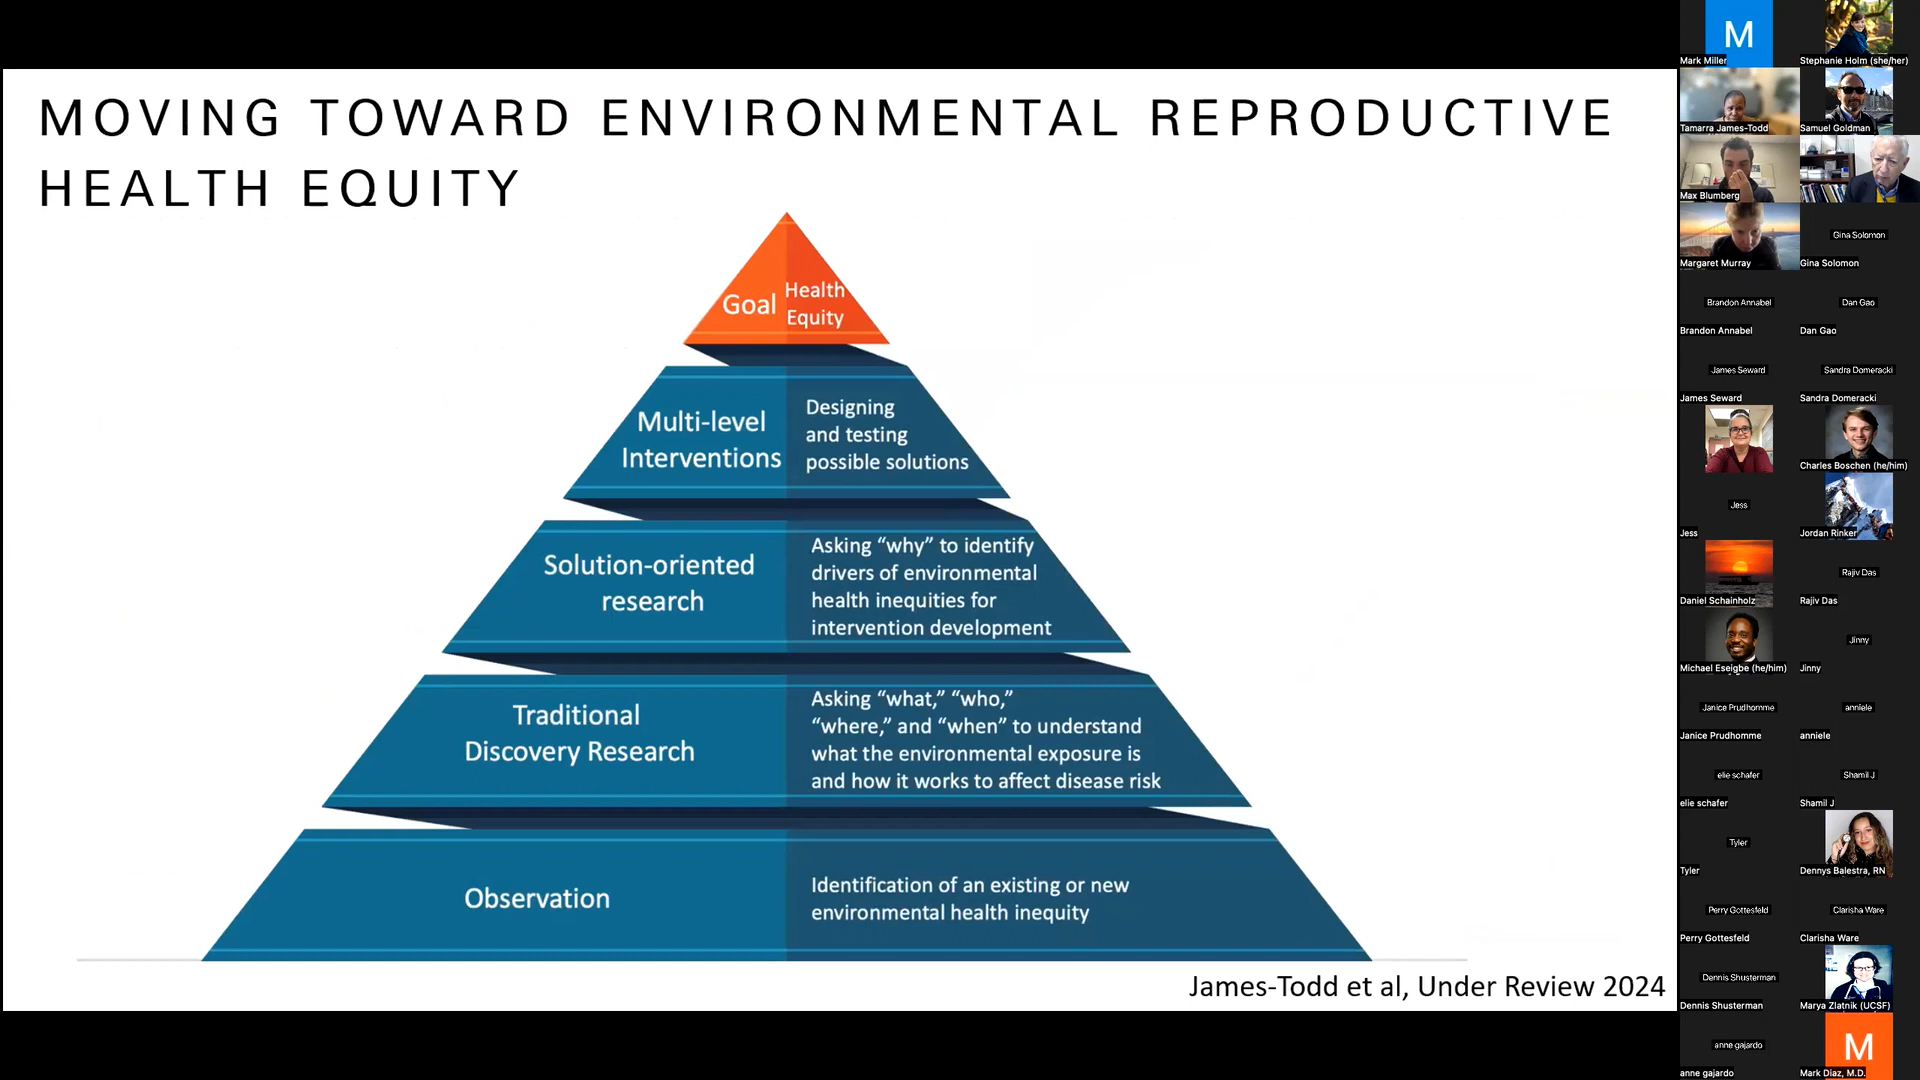 MOVING TOWARD ENVIRONMENTAL REPRODUCTIVE
HEALTH EQUITY
Goal
Health
Equity
Multi-level
Interventions
Designing
and testing
possible solutions
Solution-oriented
research
Asking “why” to identify
drivers of environmental
health inequities for
intervention development
Traditional
Discovery Research
Asking “what,” “who,”
“where,” and “when” to understand
what the environmental exposure is
and how it works to affect disease risk
Observation
Identification of an existing or new
environmental health inequity
James-Todd et al, Under Review 2024
M
Mark Miller
Stephanie Holm (she/her)
Tamarra James-Todd
Samuel Goldman
Max Blumberg
Margaret Murray
Gina Solomon
Gina Solomon
Brandon Annabel
Brandon Annabel
Dan Gao
Dan Gao
James Seward
James Seward
Sandra Domeracki
Sandra Domeracki
Charles Boschen (he/him)
Jess
Jess
Jordan Rinker
Daniel Schainholz
Rajiv Das
Rajiv Das
Michael Eseigbe (he/him)
Jinny
Jinny
Janice Prudhomme
Janice Prudhomme
anniele
anniele
elie schafer
elie schafer
Shamil J
Shamil J
Tyler
Tyler
Dennys Balestra, RN
Perry Gottesfeld
Perry Gottesfeld
Clarisha Ware
Clarisha Ware
Dennis Shusterman
Dennis Shusterman
Marya Zlatnik (UCSF)
anne gajardo
anne gajardo
M
Mark Diaz, M.D.